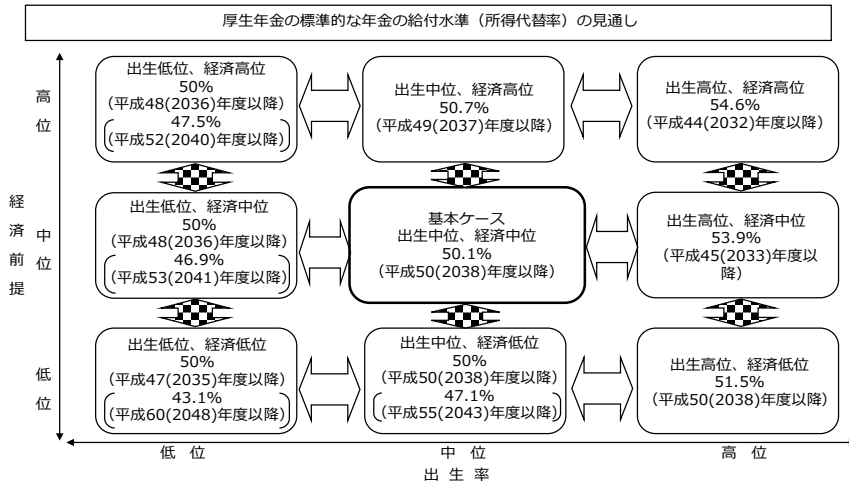 厚生年金の標準的な年金の給付水準（所得代替率）の見通し
出生低位、経済高位
50%
(平成48(2036)年度以降)
47.5%
(平成52(2040)年度以降)
出生中位、経済高位
50.7%
(平成49(2037)年度以降)
出生高位、経済高位
54.6%
(平成44(2032)年度以降)
出生低位、経済中位
50%
(平成48(2036)年度以降)
46.9%
(平成53(2041)年度以降)
基本ケース
出生中位、経済中位
50.1%
(平成50(2038)年度以降)
出生高位、経済中位
53.9%
(平成45(2033)年度以
降)
出生低位、経済低位
50%
(平成47(2035)年度以降)
43.1%
(平成60(2048)年度以降)
出生中位、経済低位
50%
(平成50(2038)年度以降)
47.1%
(平成55(2043)年度以降)
出生高位、経済低位
51.5%
(平成50(2038)年度以降)
高位
中位
低位
経済前提
低 位
中 位
高 位
出 生 率